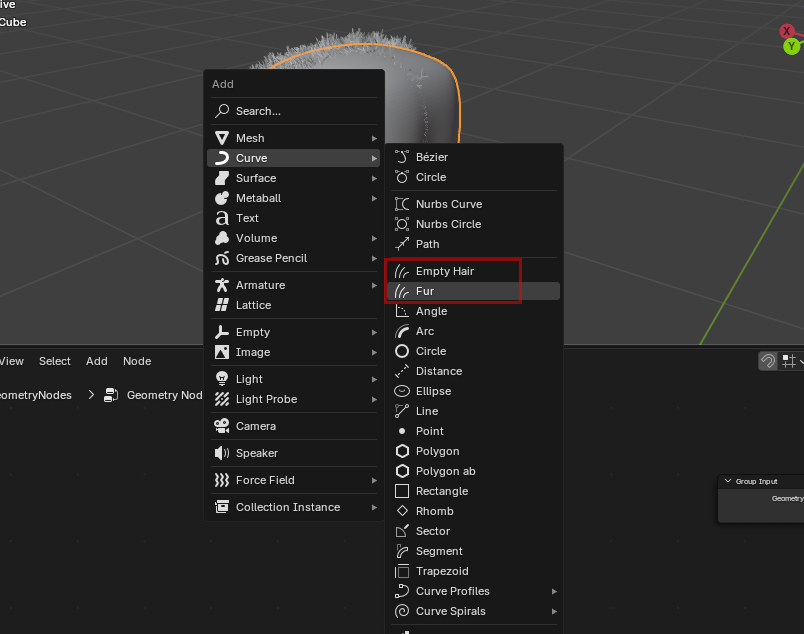 ive
Cube
X
Y
Add
Search...
Mesh
Curve
Surface
Metaball
Text
Volume
Grease Pencil
Armature
Lattice
Empty
Image
Light
Light Probe
Camera
Speaker
Force Field
Collection Instance
Bézier
Circle
Nurbs Curve
Nurbs Circle
Path
Empty Hair
Fur
Angle
Arc
Circle
Distance
Ellipse
Line
Point
Polygon
Polygon ab
Rectangle
Rhomb
Sector
Segment
Trapezoid
Curve Profiles
Curve Spirals
View Select Add Node
eometryNodes > Geometry Nod
Group Input
Geometry